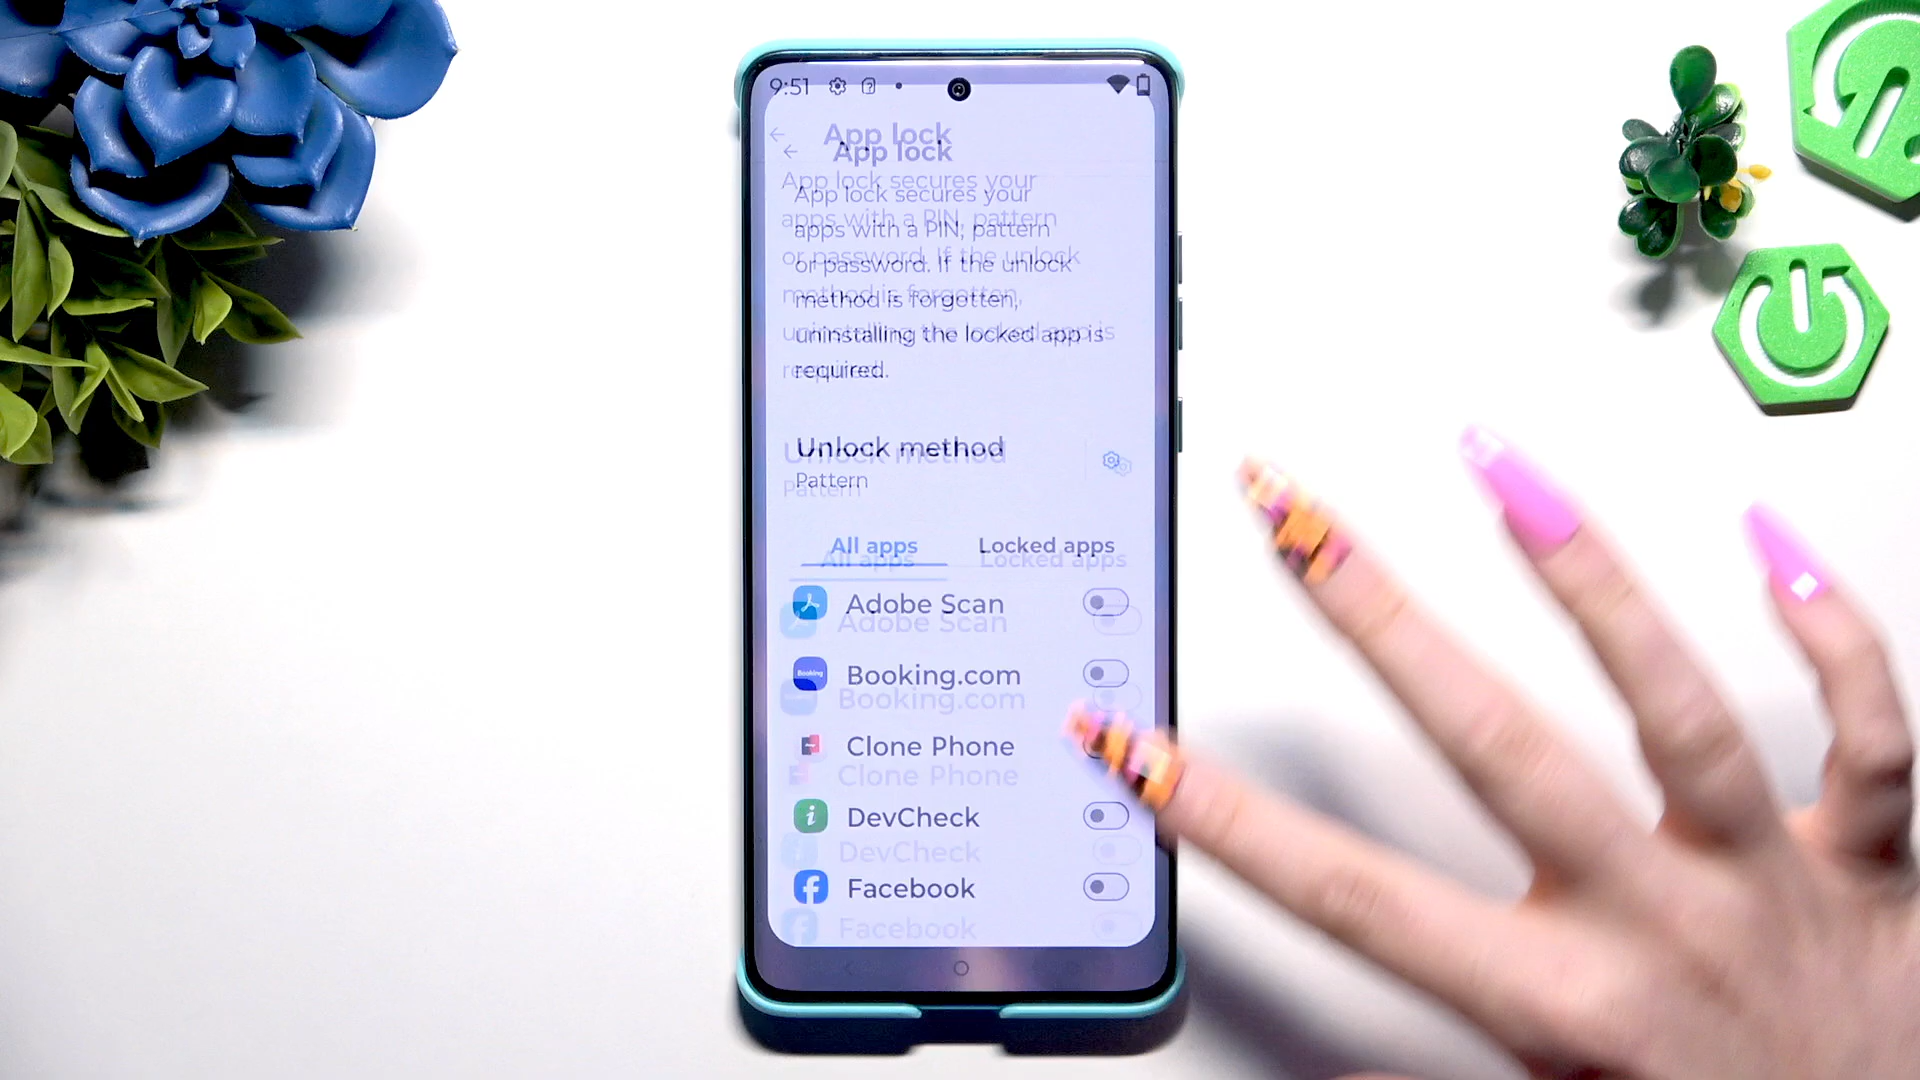 9:51
App lock
App lock secures your
apps with a PIN, pattern
or password. If the unlock
method is forgotten,
uninstalling the locked app is
required.
Unlock method
Pattern
All apps Locked apps
Adobe Scan
Booking.com
Clone Phone
DevCheck
Facebook